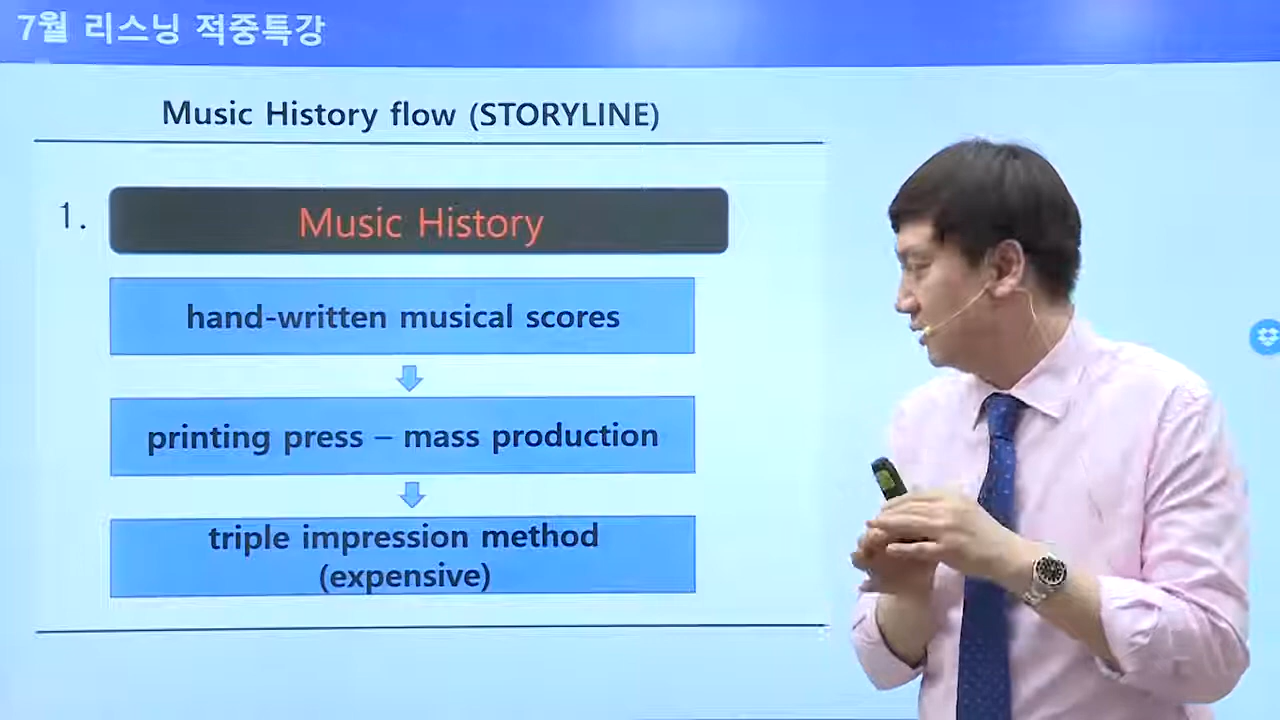 7월 리스닝 적중특강
Music History flow (STORYLINE)
1.
Music History
hand-written musical scores
printing press – mass production
triple impression method
(expensive)